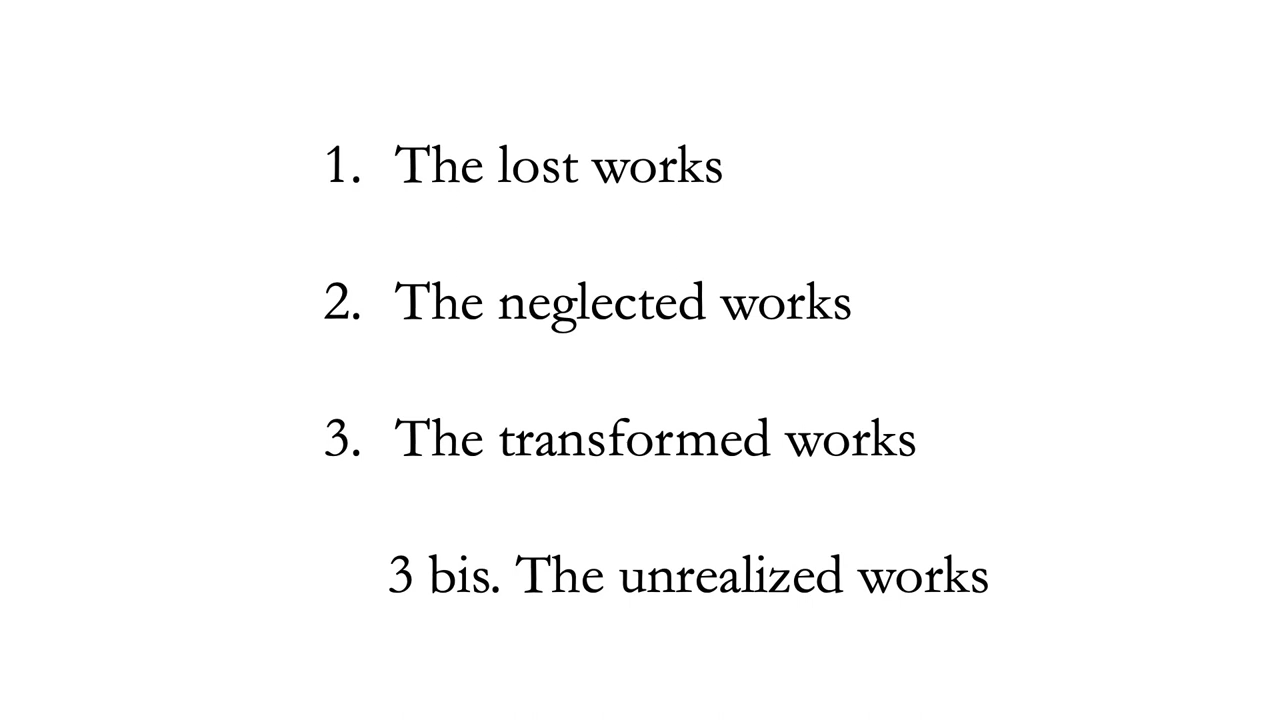 1. The lost works
2. The neglected works
3. The transformed works
3 bis. The unrealized works